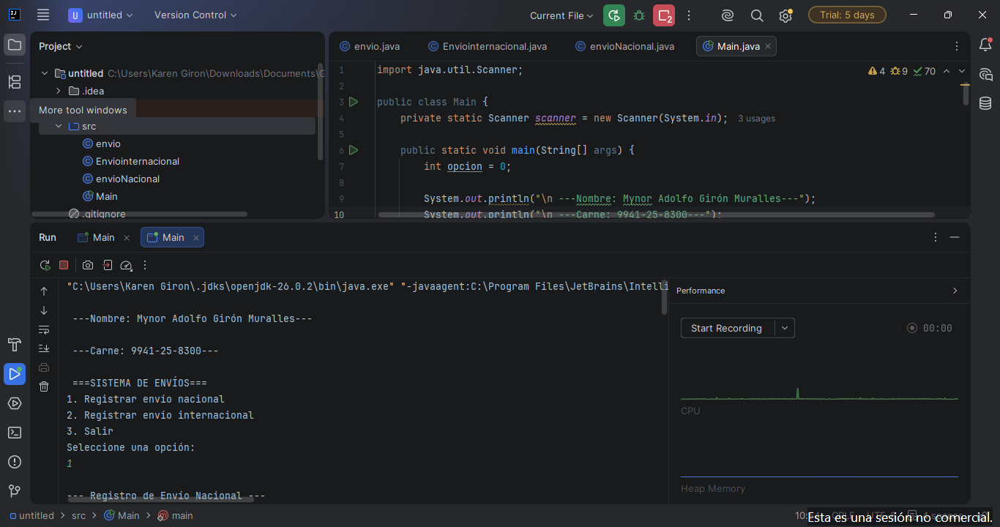 U untitled Version Control Current File 2 Trial: 5 days
Project
envio.java Enviointernacional.java envioNacional.java Main.java
untitled C:\Users\Karen Giron\Downloads\Documents\
.idea
More tool windows
src
envio
Enviointernacional
envioNacional
Main
.gitignore
4 9 70
1 import java.util.Scanner;
2
3 public class Main {
4 private static Scanner scanner = new Scanner(System.in); 3 usages
5
6 public static void main(String[] args) {
7 int opcion = 0;
8
9 System.out.println("\n ---Nombre: Mynor Adolfo Girón Muralles---");
10 System.out.println("\n ---Carne: 9941-25-8300---");
Run Main Main
"C:\Users\Karen Giron\.jdks\openjdk-26.0.2\bin\java.exe" "-javaagent:C:\Program Files\JetBrains\Intelli
---Nombre: Mynor Adolfo Girón Muralles---
---Carne: 9941-25-8300---
===SISTEMA DE ENVÍOS===
1. Registrar envío nacional
2. Registrar envío internacional
3. Salir
Seleccione una opción:
1
--- Registro de Envío Nacional ---
Performance
Start Recording 00:00
CPU
Heap Memory
untitled src Main main
Esta es una sesión no comercial.